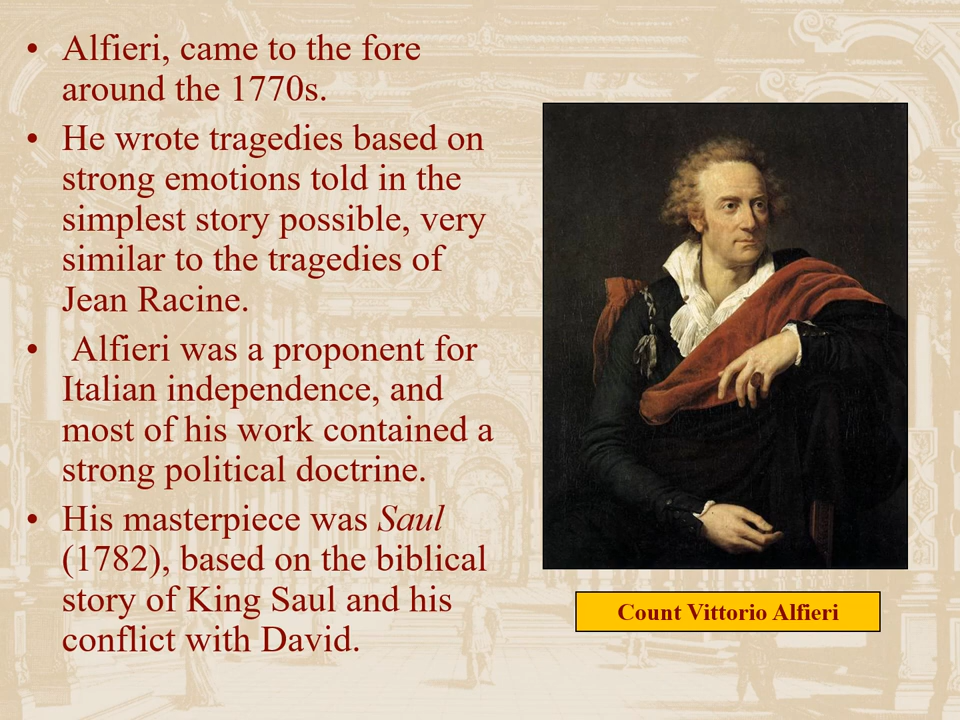 • Alfieri, came to the fore
around the 1770s.
• He wrote tragedies based on
strong emotions told in the
simplest story possible, very
similar to the tragedies of
Jean Racine.
• Alfieri was a proponent for
Italian independence, and
most of his work contained a
strong political doctrine.
• His masterpiece was Saul
(1782), based on the biblical
story of King Saul and his
conflict with David.
Count Vittorio Alfieri